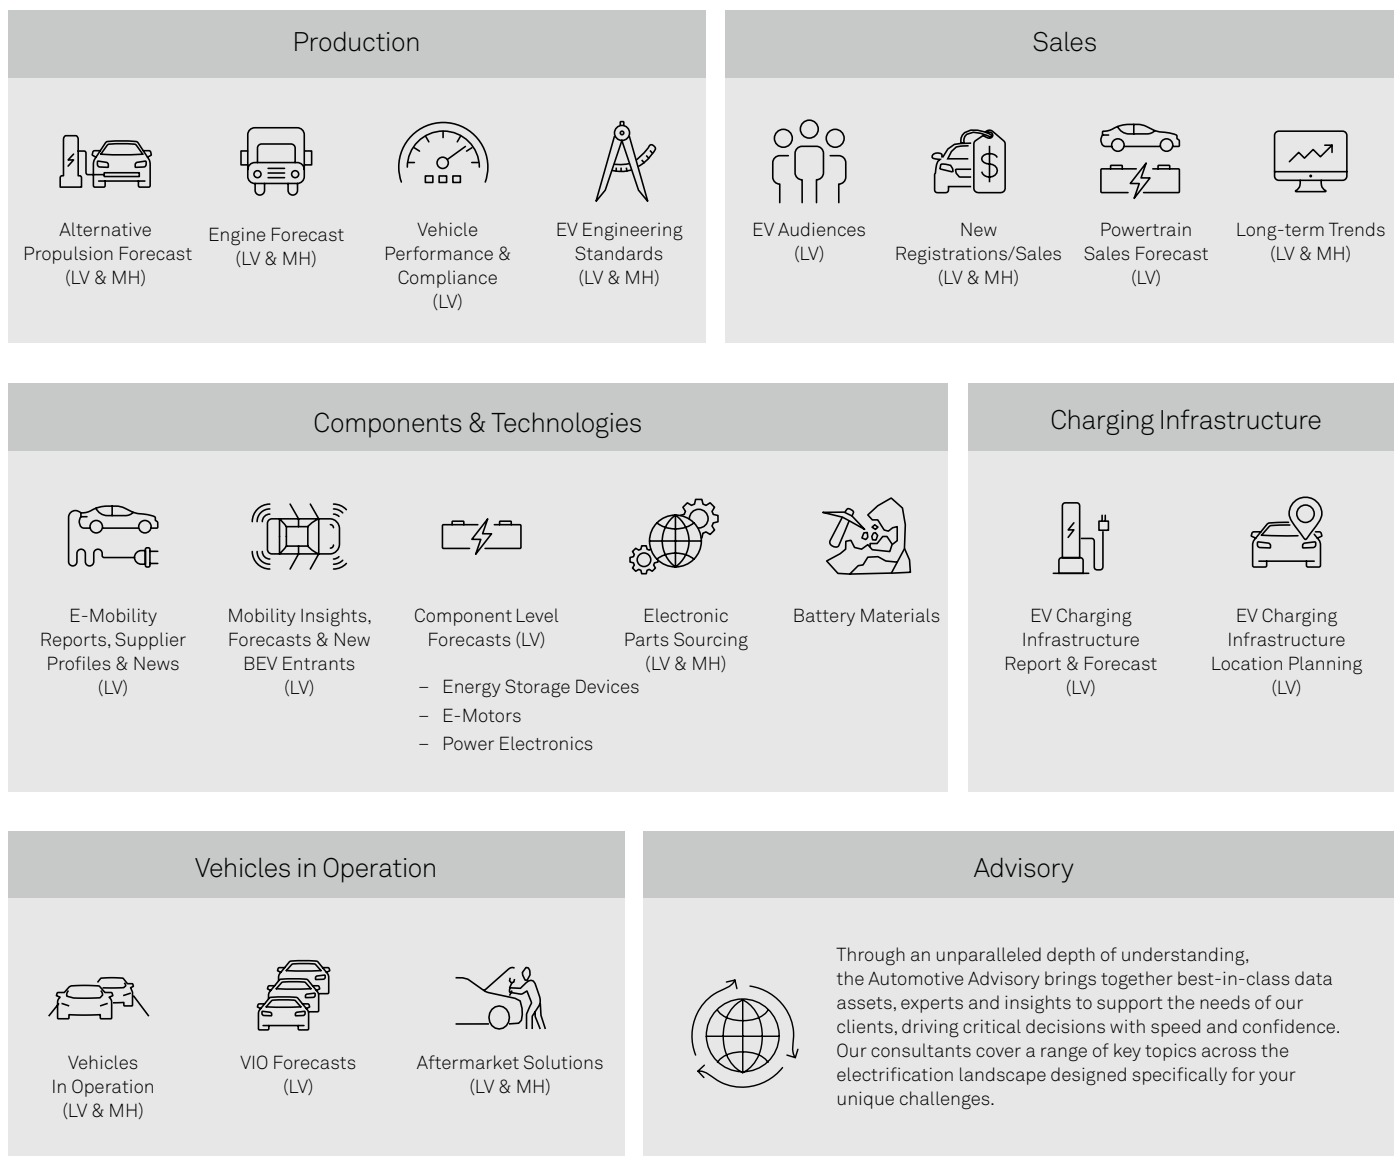 Production
Alternative
Propulsion Forecast
(LV & MH)
Engine Forecast
(LV & MH)
Vehicle
Performance &
Compliance
(LV)
EV Engineering
Standards
(LV & MH)
Sales
EV Audiences
(LV)
New
Registrations/Sales
(LV & MH)
Powertrain
Sales Forecast
(LV)
Long-term Trends
(LV & MH)
Components & Technologies
E-Mobility
Reports, Supplier
Profiles & News
(LV)
Mobility Insights,
Forecasts & New
BEV Entrants
(LV)
Component Level
Forecasts (LV)
– Energy Storage Devices
– E-Motors
– Power Electronics
Electronic
Parts Sourcing
(LV & MH)
Battery Materials
Charging Infrastructure
EV Charging
Infrastructure
Report & Forecast
(LV)
EV Charging
Infrastructure
Location Planning
(LV)
Vehicles in Operation
Vehicles
In Operation
(LV & MH)
VIO Forecasts
(LV)
Aftermarket Solutions
(LV & MH)
Advisory
Through an unparalleled depth of understanding,
the Automotive Advisory brings together best-in-class data
assets, experts and insights to support the needs of our
clients, driving critical decisions with speed and confidence.
Our consultants cover a range of key topics across the
electrification landscape designed specifically for your
unique challenges.